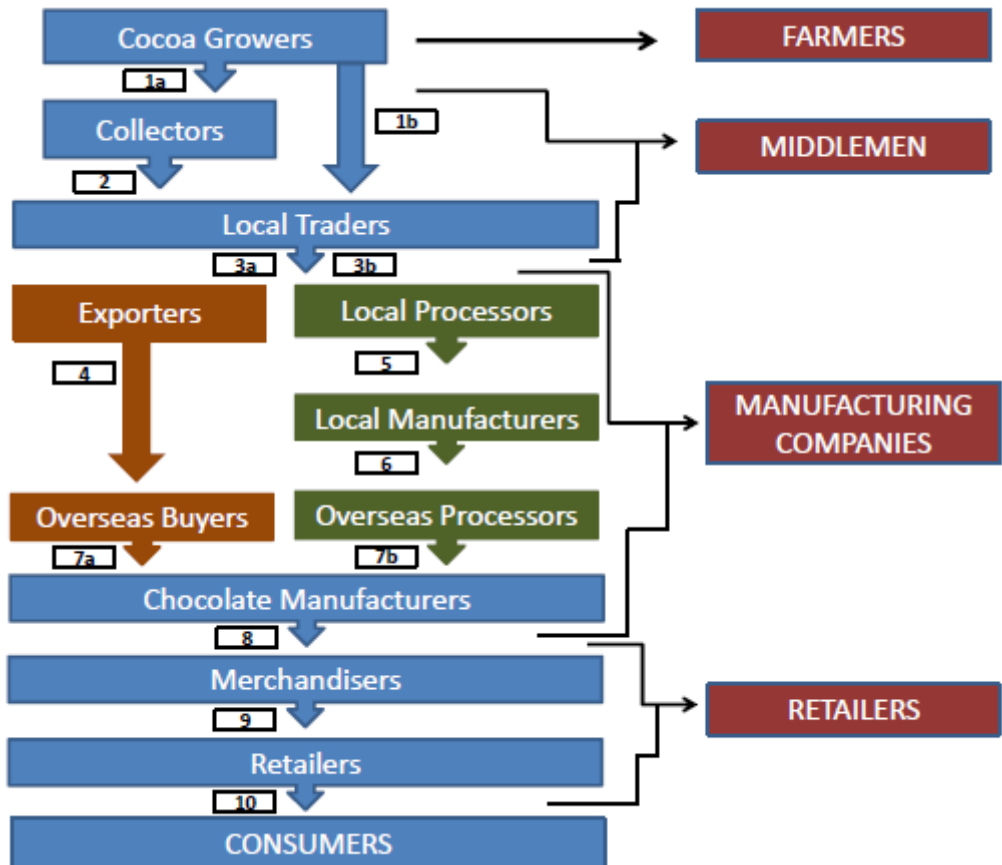 Cocoa Growers
FARMERS
1a
Collectors
1b
MIDDLEMEN
2
Local Traders
3a
3b
Exporters
Local Processors
4
5
Local Manufacturers
MANUFACTURING
COMPANIES
6
Overseas Buyers
Overseas Processors
7a
7b
Chocolate Manufacturers
8
Merchandisers
RETAILERS
9
Retailers
10
CONSUMERS